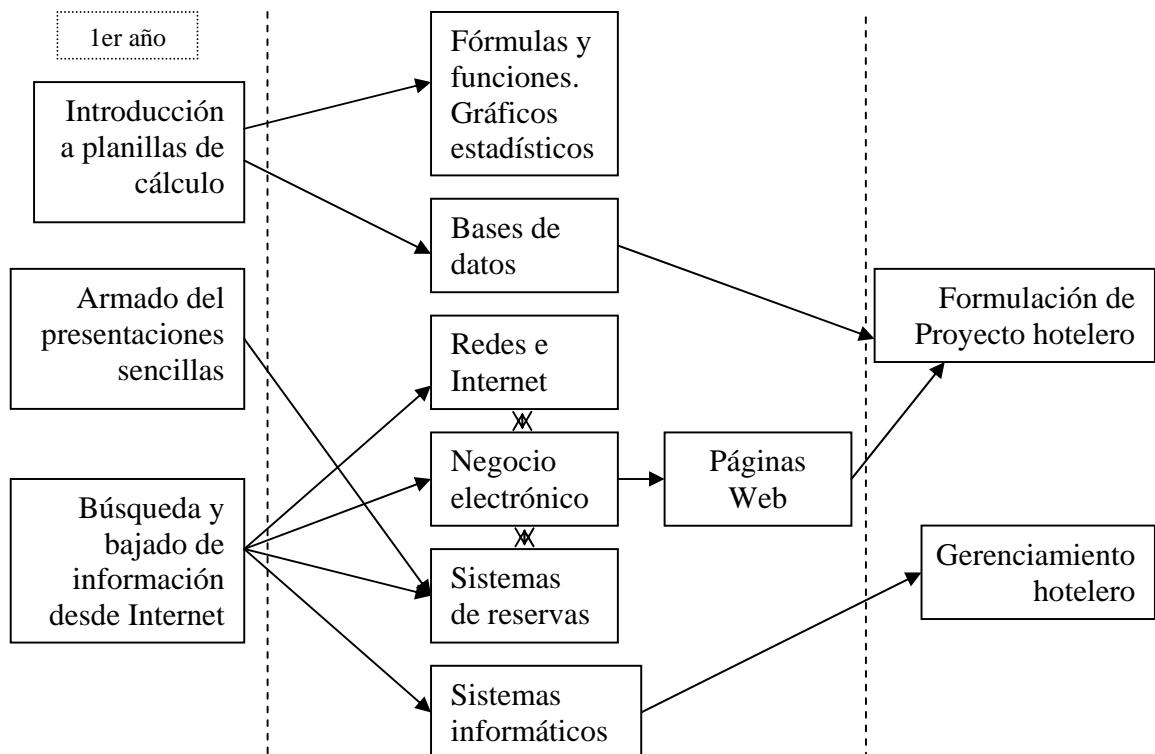 1er año
Introducción
a planillas de
cálculo
Armado del
presentaciones
sencillas
Búsqueda y
bajado de
información
desde Internet
Fórmulas y
funciones.
Gráficos
estadísticos
Bases de
datos
Redes e
Internet
Negocio
electrónico
Sistemas
de reservas
Sistemas
informáticos
Páginas
Web
Formulación de
Proyecto hotelero
Gerenciamiento
hotelero